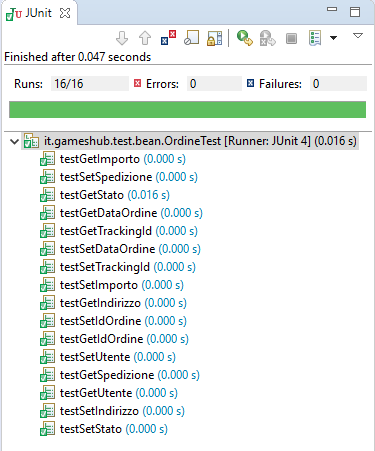 JUnit
Finished after 0.047 seconds
Runs: 16/16 Errors: 0 Failures: 0
it.gameshub.test.bean.OrdineTest [Runner: JUnit 4] (0.016 s)
testGetImporto (0.000 s)
testSetSpedizione (0.000 s)
testGetStato (0.016 s)
testGetDataOrdine (0.000 s)
testGetTrackingId (0.000 s)
testSetDataOrdine (0.000 s)
testSetTrackingId (0.000 s)
testSetImporto (0.000 s)
testGetIndirizzo (0.000 s)
testSetIdOrdine (0.000 s)
testGetIdOrdine (0.000 s)
testSetUtente (0.000 s)
testGetSpedizione (0.000 s)
testGetUtente (0.000 s)
testSetIndirizzo (0.000 s)
testSetStato (0.000 s)